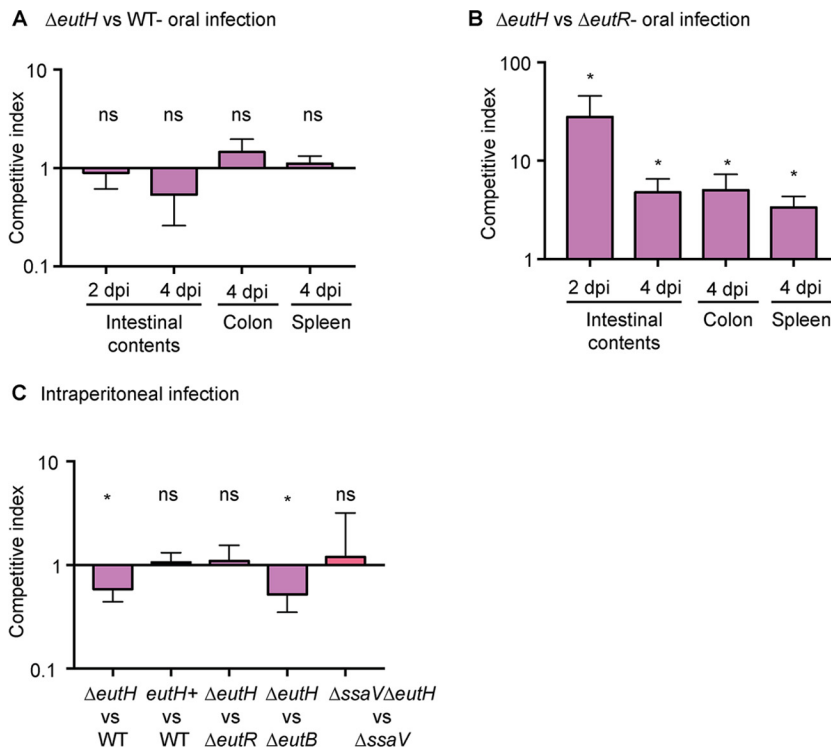 A ΔeutH vs WT- oral infection
Competitive index
10
1
0.1
ns ns ns ns
2 dpi 4 dpi 4 dpi 4 dpi
Intestinal contents Colon Spleen
B ΔeutH vs ΔeutR- oral infection
Competitive index
100
10
1
* * * *
2 dpi 4 dpi 4 dpi 4 dpi
Intestinal contents Colon Spleen
C Intraperitoneal infection
Competitive index
10
1
0.1
* ns ns * ns
ΔeutH vs WT
eutH+ vs WT
ΔeutH vs ΔeutR
ΔeutH vs ΔeutB
ΔssaVΔeutH vs ΔssaV